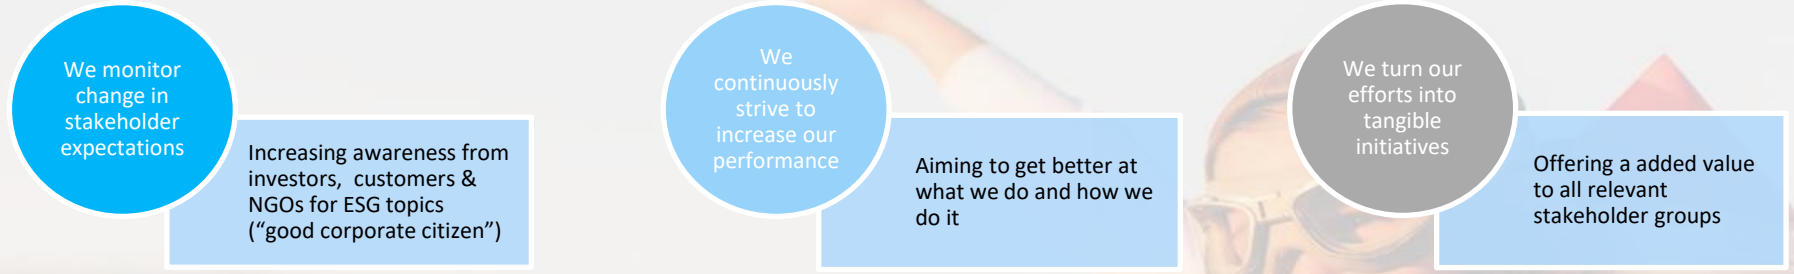 We monitor
change in
stakeholder
expectations
Increasing awareness from
investors, customers &
NGOs for ESG topics
(“good corporate citizen”)
We
continuously
strive to
increase our
performance
Aiming to get better at
what we do and how we
do it
We turn our
efforts into
tangible
initiatives
Offering a added value
to all relevant
stakeholder groups